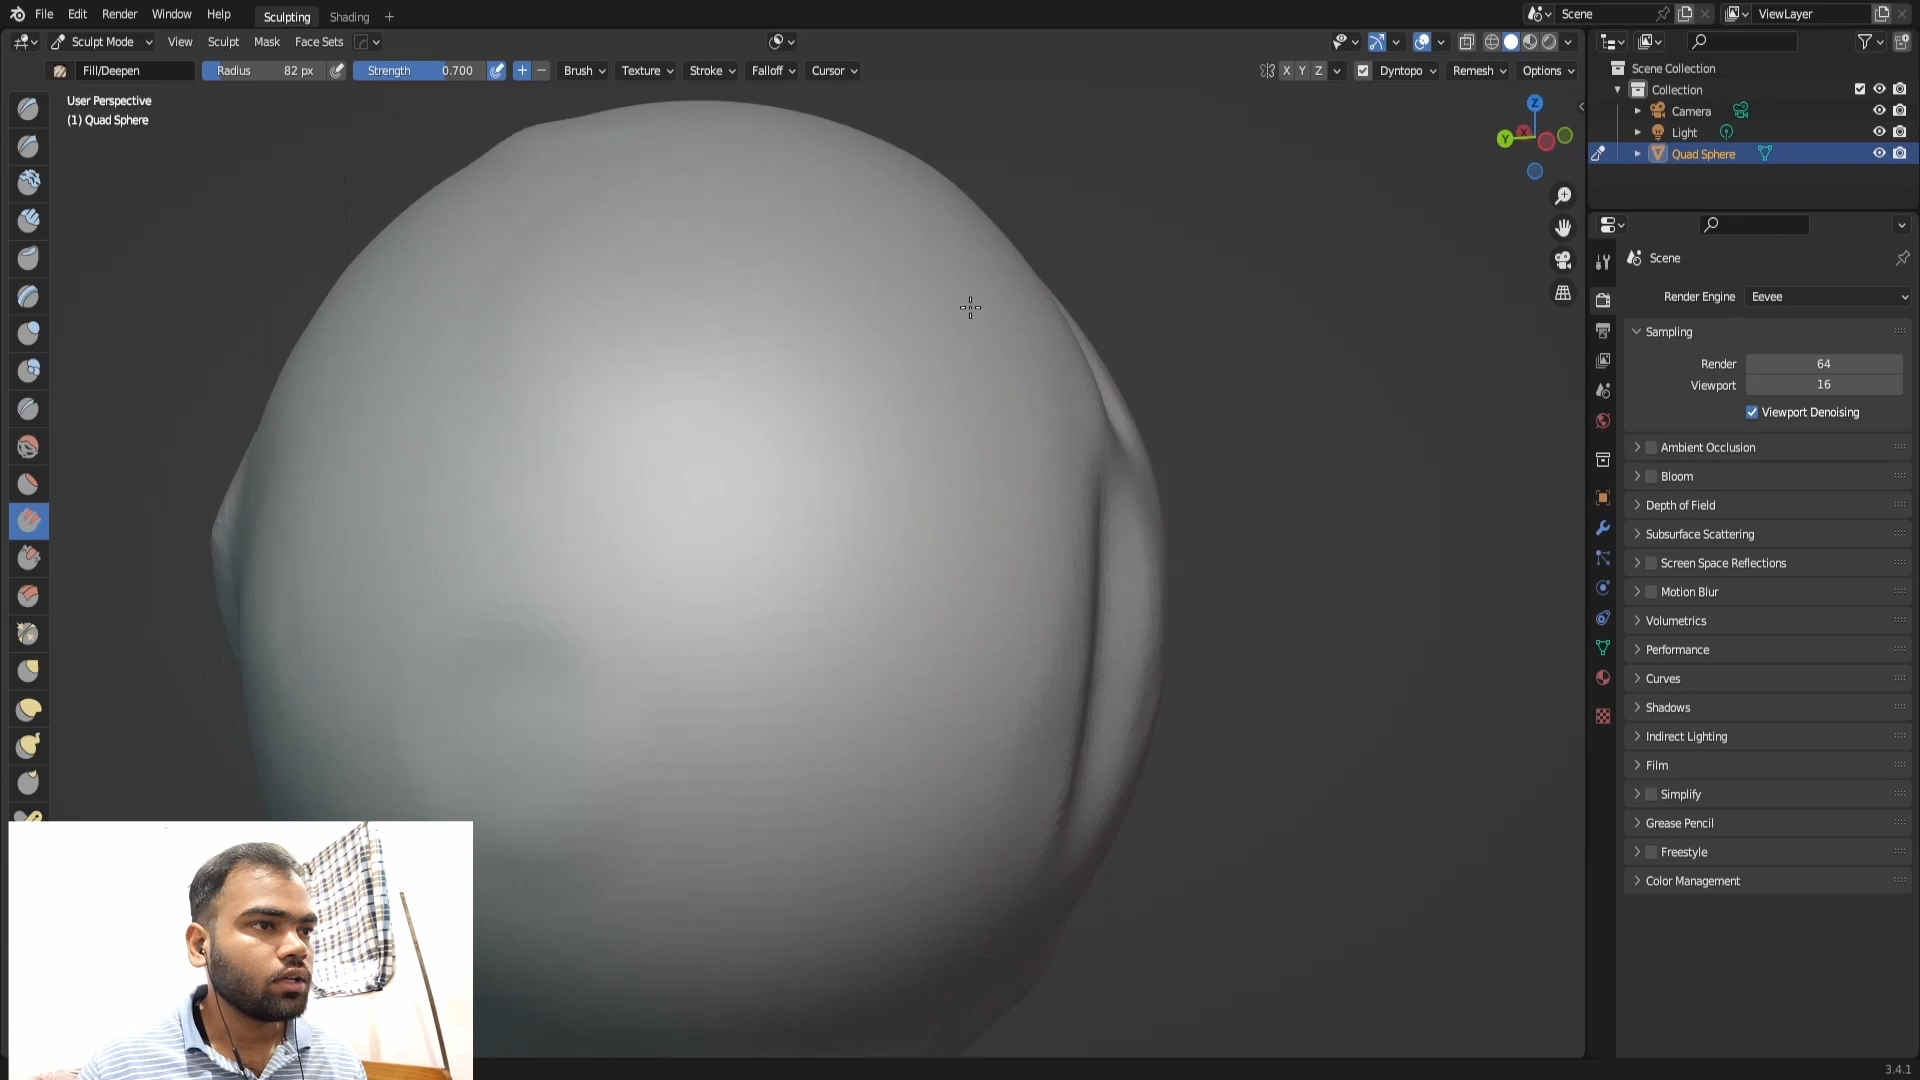 File Edit Render Window Help Sculpting Shading +
Scene ViewLayer
Sculpt Mode View Sculpt Mask Face Sets
Fill/Deepen Radius 82 px Strength 0.700 + − Brush Texture Stroke Falloff Cursor X Y Z Dyntopo Remesh Options
User Perspective
(1) Quad Sphere
Z
Y
X
Scene Collection
Collection
Camera
Light
Quad Sphere
Scene
Render Engine Eevee
Sampling
Render 64
Viewport 16
Viewport Denoising
Ambient Occlusion
Bloom
Depth of Field
Subsurface Scattering
Screen Space Reflections
Motion Blur
Volumetrics
Performance
Curves
Shadows
Indirect Lighting
Film
Simplify
Grease Pencil
Freestyle
Color Management
3.4.1